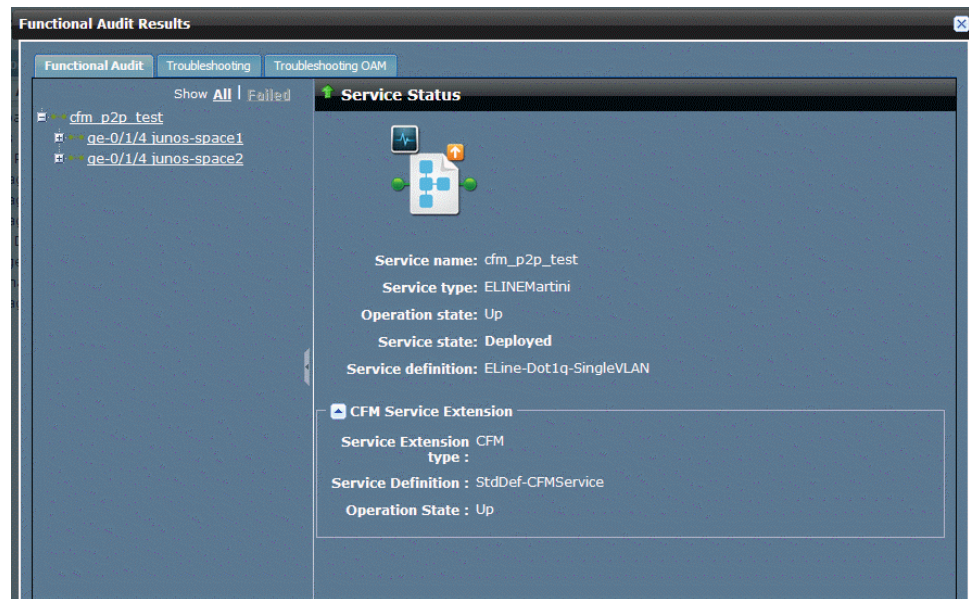 Functional Audit Results
Functional Audit
Troubleshooting
Troubleshooting OAM
Show All | Failed
cfm_p2p_test
ge-0/1/4 junos-space1
ge-0/1/4 junos-space2
Service Status
Service name: cfm_p2p_test
Service type: ELINEMartini
Operation state: Up
Service state: Deployed
Service definition: ELine-Dot1q-SingleVLAN
CFM Service Extension
Service Extension CFM
type :
Service Definition : StdDef-CFMService
Operation State : Up